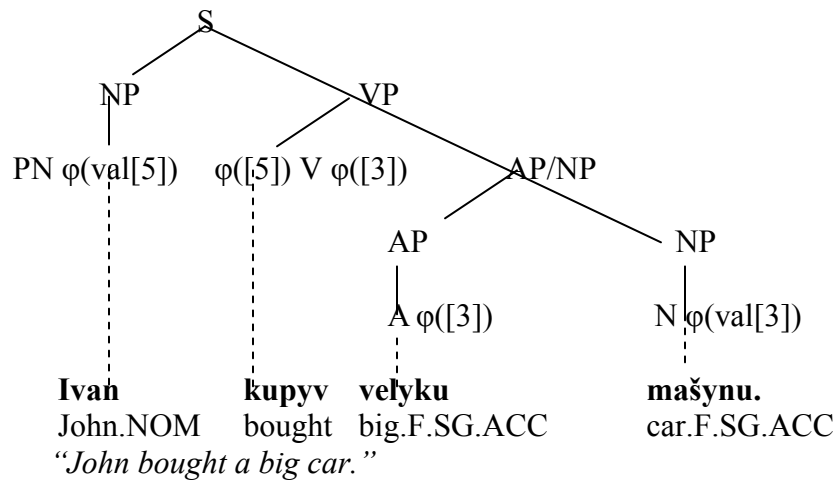 S
NP VP
PN φ(val[5]) φ([5]) V φ([3]) AP/NP
AP NP
A φ([3]) N φ(val[3])
Ivan kupyv velyku mašynu.
John.NOM bought big.F.SG.ACC car.F.SG.ACC
“John bought a big car.”